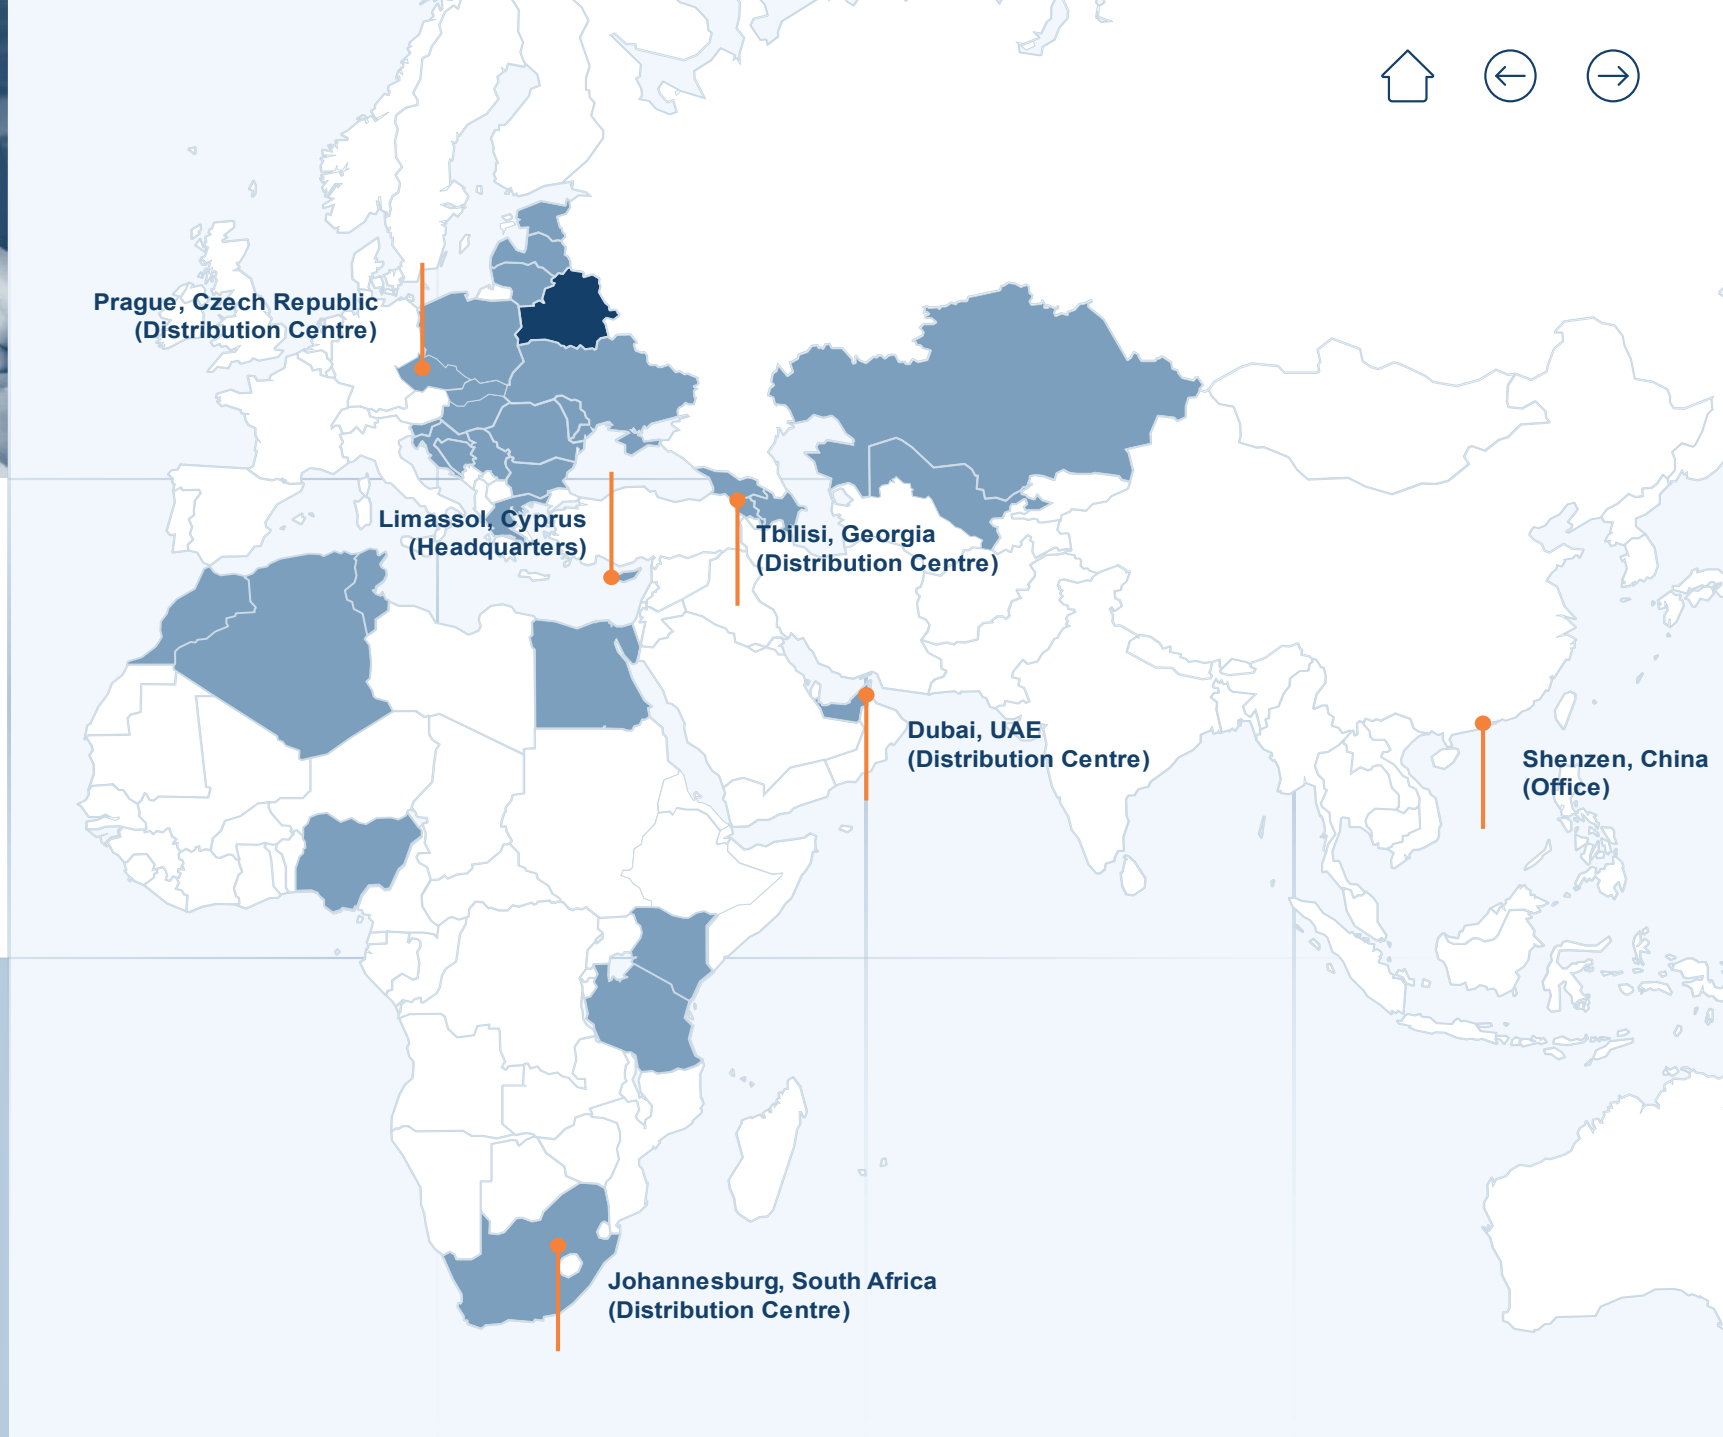 Prague, Czech Republic
(Distribution Centre)
Limassol, Cyprus
(Headquarters)
Tbilisi, Georgia
(Distribution Centre)
Dubai, UAE
(Distribution Centre)
Shenzen, China
(Office)
Johannesburg, South Africa
(Distribution Centre)